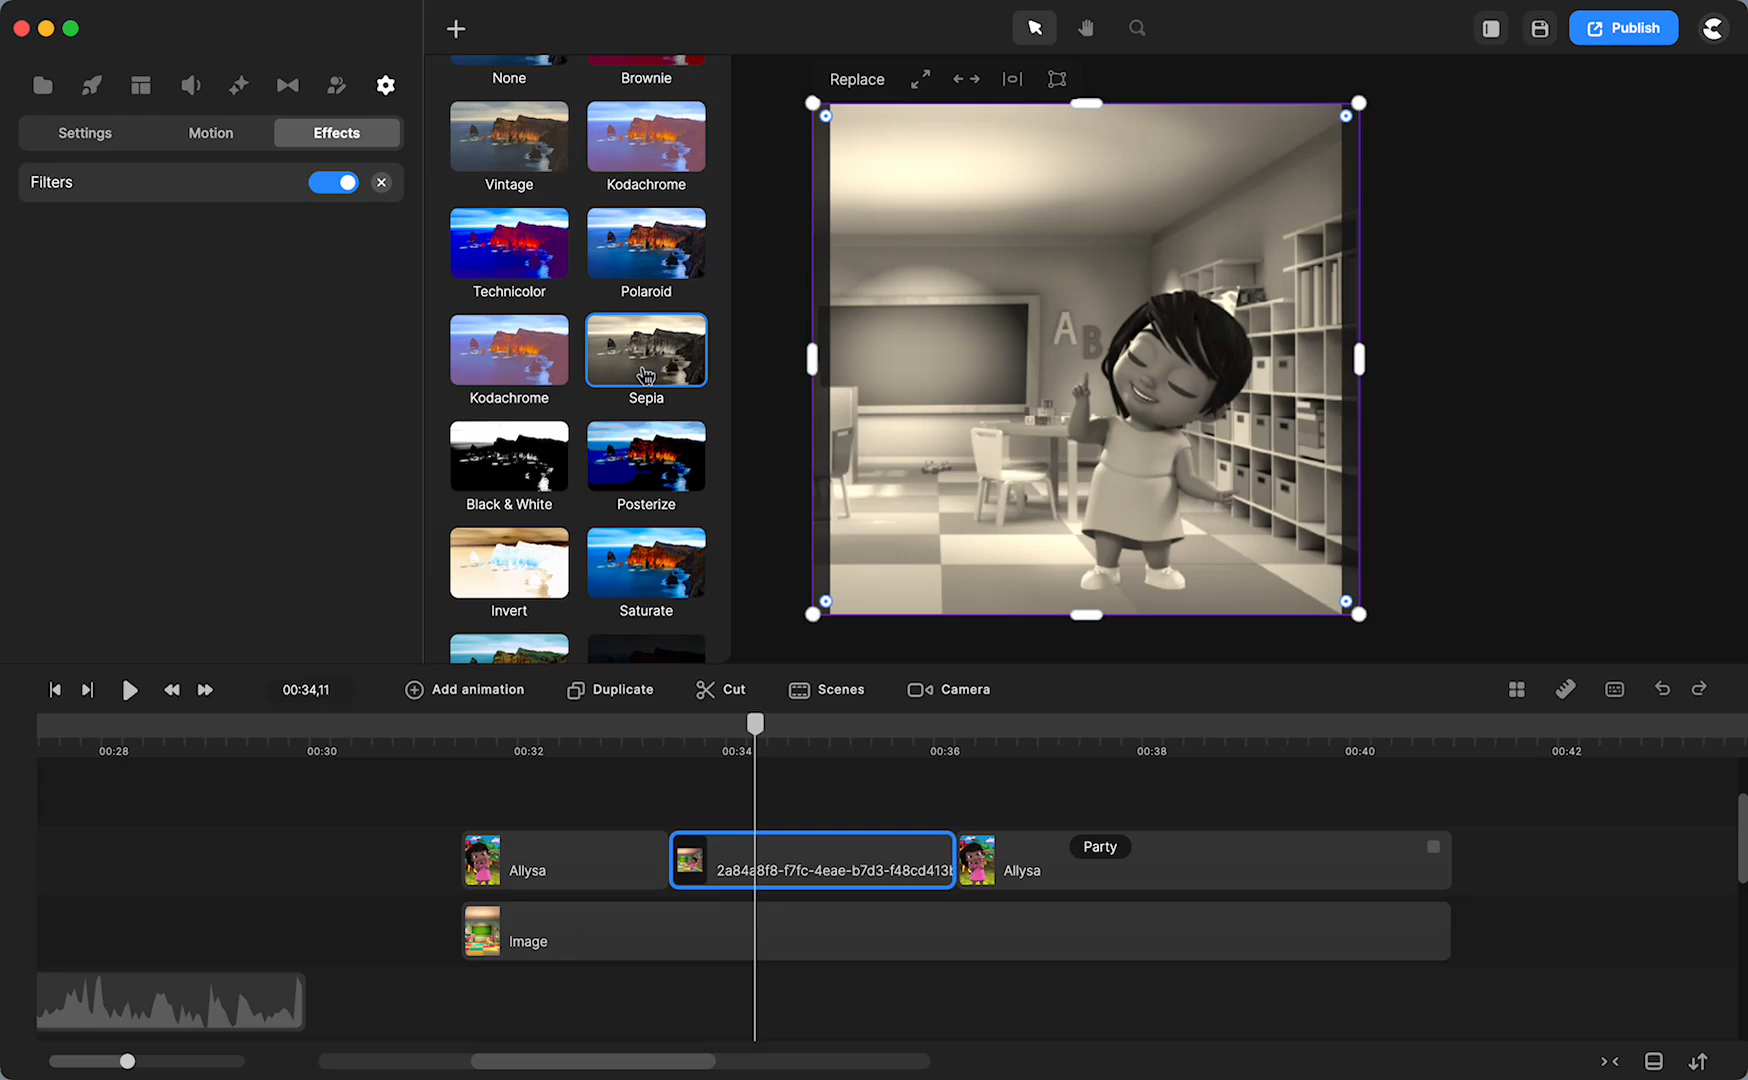 Publish
Settings
Motion
Effects
Filters
None
Brownie
Vintage
Kodachrome
Technicolor
Polaroid
Kodachrome
Sepia
Black & White
Posterize
Invert
Saturate
Replace
A B
00:34,11
Add animation
Duplicate
Cut
Scenes
Camera
00:28
00:30
00:32
00:34
00:36
00:38
00:40
00:42
Allysa
2a84a8f8-f7fc-4eae-b7d3-f48cd413b
Party
Allysa
Image